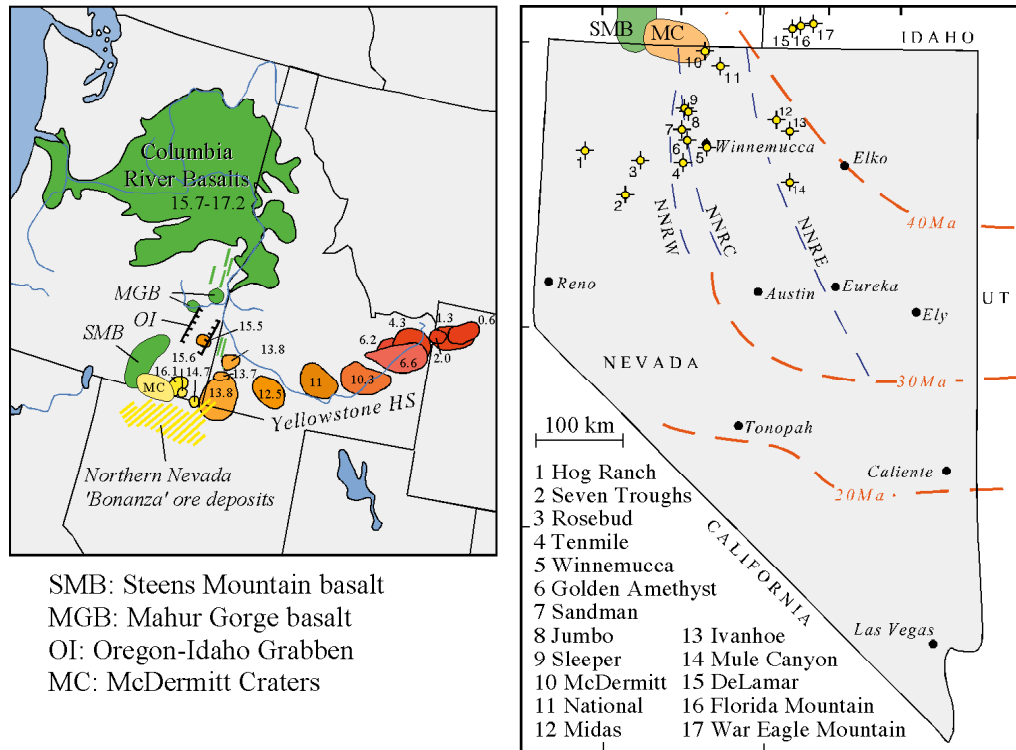 Columbia
River Basalts
15.7-17.2
MGB
OI
SMB
15.5
15.6
13.8
16.1
14.7
13.7
MC
13.8
12.5
11
10.3
6.2
4.3
6.6
1.3
2.0
0.6
Yellowstone HS
Northern Nevada
'Bonanza' ore deposits
SMB: Steens Mountain basalt
MGB: Mahur Gorge basalt
OI: Oregon-Idaho Grabben
MC: McDermitt Craters
SMB
MC
15
16
17
IDAHO
10
11
9
8
7
6
5
4
3
2
1
12
13
14
Winnemucca
Elko
NNRW
NNRC
NNRE
40Ma
Reno
Austin
Eureka
Ely
UT
NEVADA
30Ma
100 km
Tonopah
Caliente
20Ma
CALIFORNIA
Las Vegas
1 Hog Ranch
2 Seven Troughs
3 Rosebud
4 Tenmile
5 Winnemucca
6 Golden Amethyst
7 Sandman
8 Jumbo
9 Sleeper
10 McDermitt
11 National
12 Midas
13 Ivanhoe
14 Mule Canyon
15 DeLamar
16 Florida Mountain
17 War Eagle Mountain